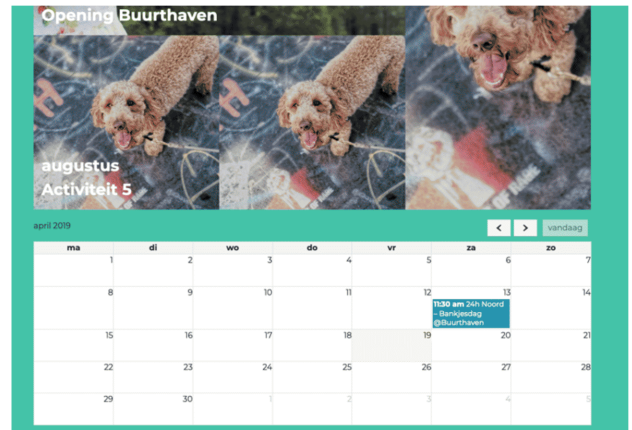 Opening Buurthaven
augustus
Activiteit 5
april 2019
vandaag
ma di wo do vr za zo
1 2 3 4 5 6 7
8 9 10 11 12 13 14
11:30 am 24h Noord
– Bankjesdag
@Buurthaven
15 16 17 18 19 20 21
22 23 24 25 26 27 28
29 30 1 2 3 4 5